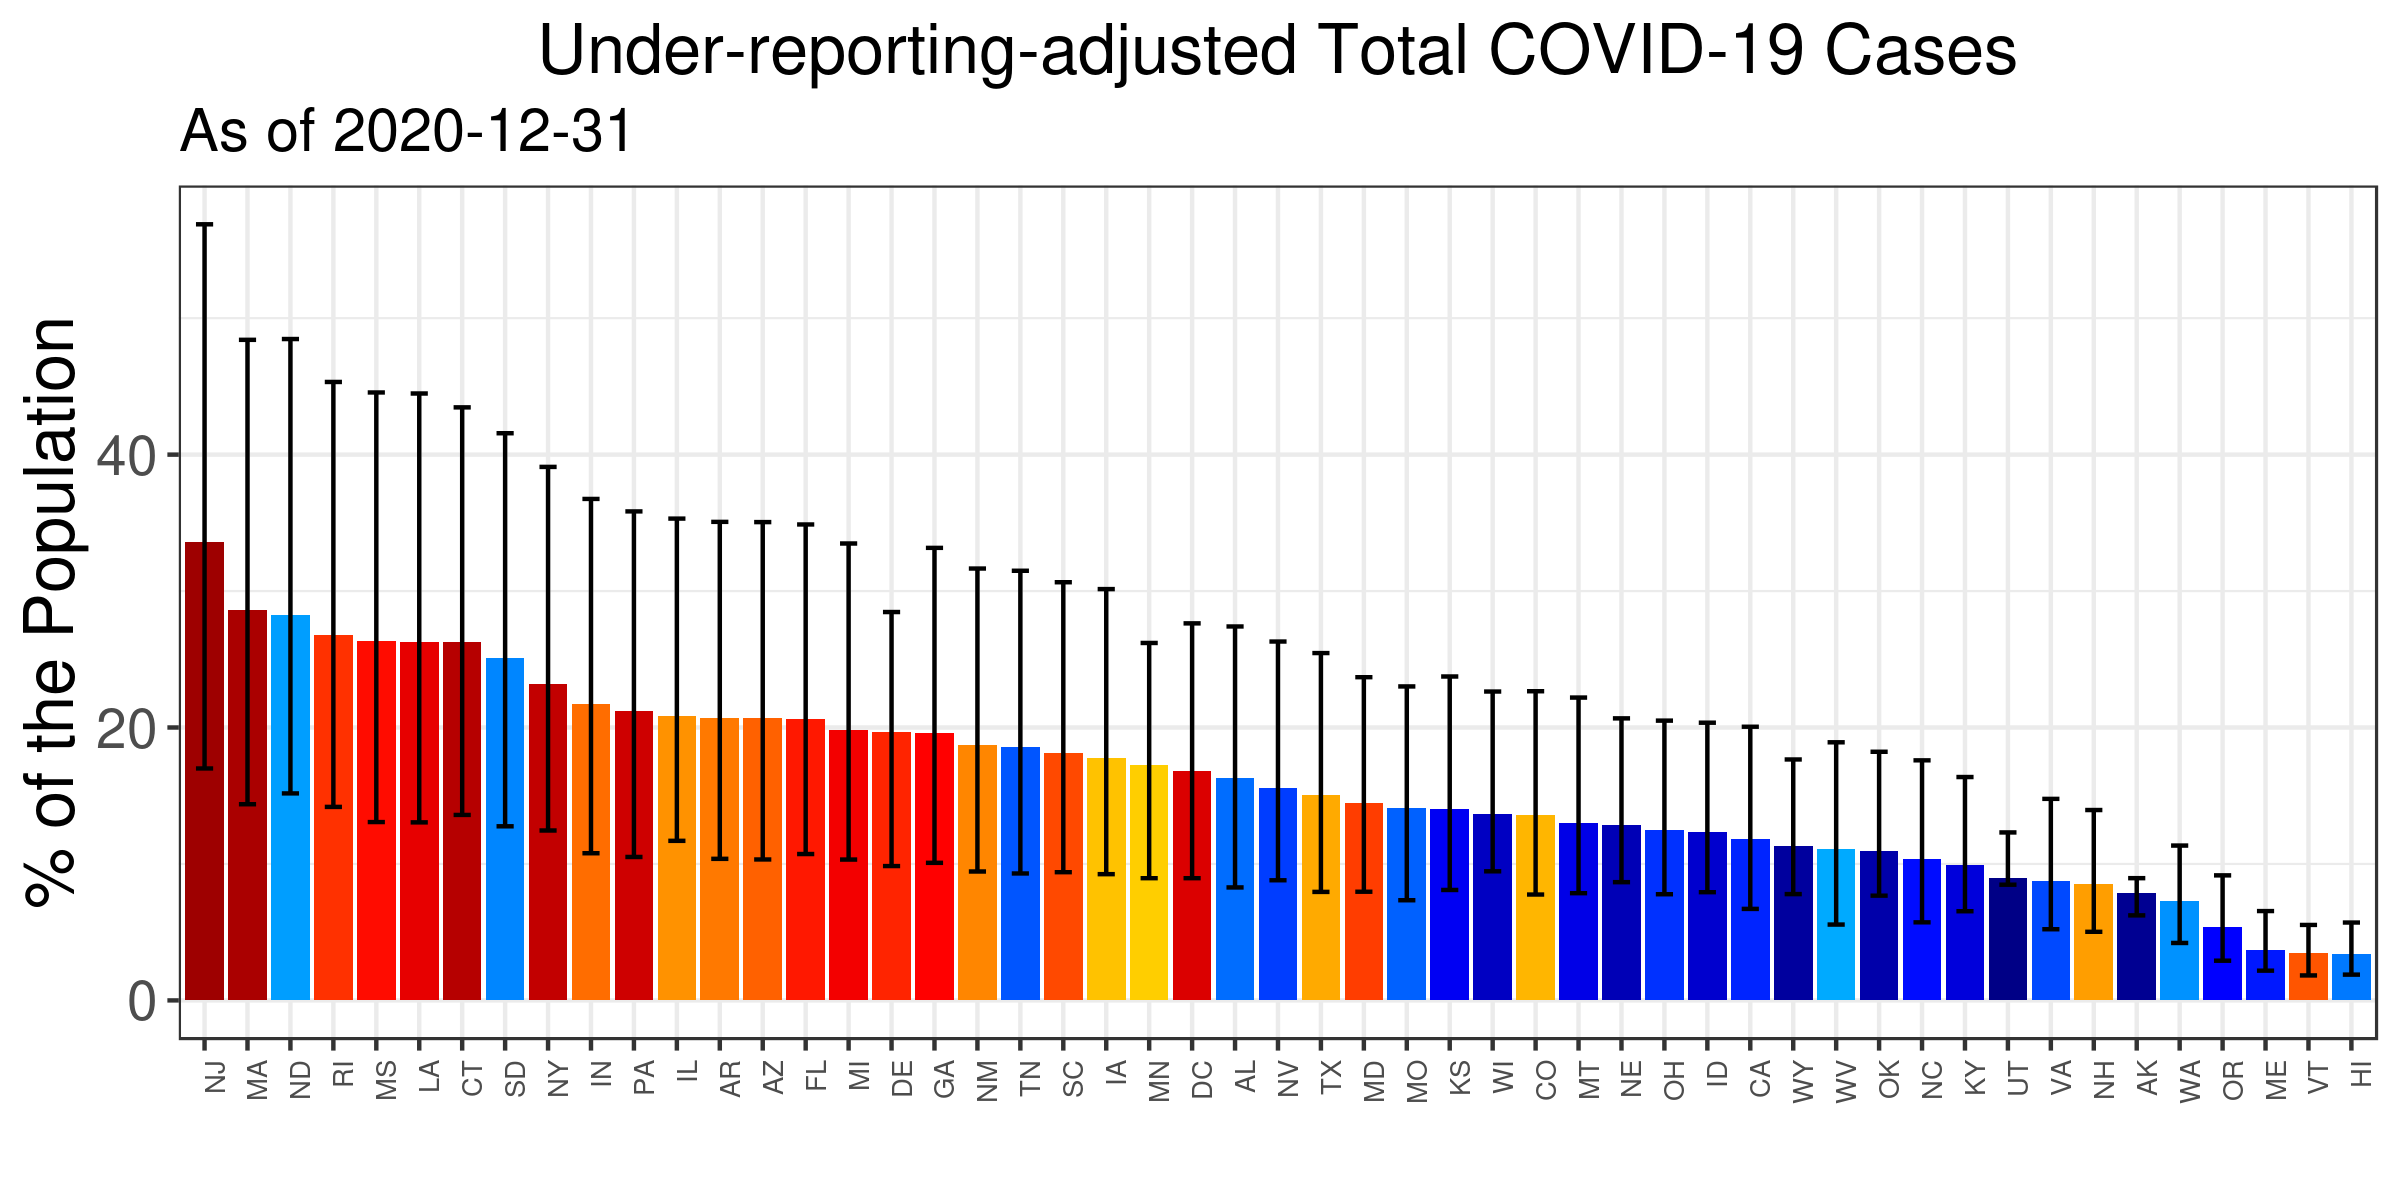 Under-reporting-adjusted Total COVID-19 Cases
As of 2020-12-31
% of the Population
40
20
0
NJ MA ND RI MS LA CT SD NY IN PA IL AR AZ FL MI DE GA NM TN SC IA MN DC AL NV TX MD MO KS WI CO MT NE OH ID CA WY WV OK NC KY UT VA NH AK WA OR ME VT HI